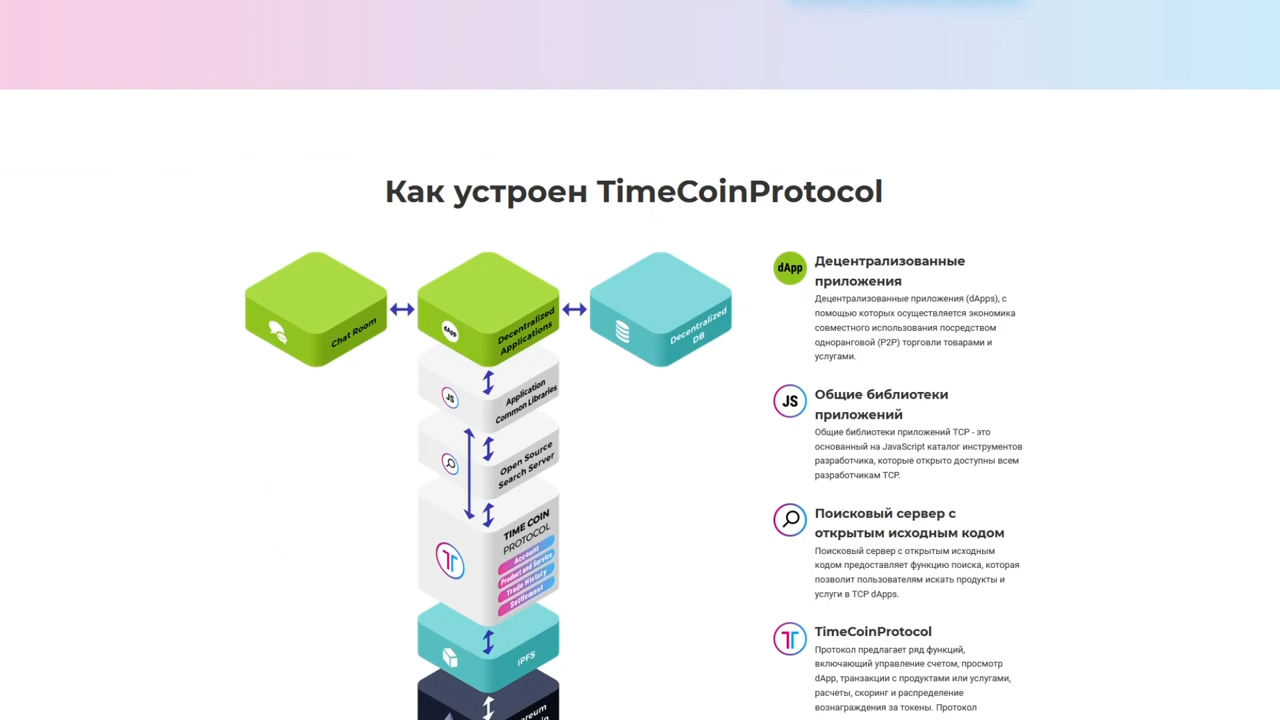 Как устроен TimeCoinProtocol
Chat Room
dApp
Decentralized
Applications
Decentralized
DB
JS
Application
Common Libraries
Open Source
Search Server
TIME COIN
PROTOCOL
Account
Product and Service
Trade History
Settlement
IPFS
dApp
Децентрализованные
приложения
Децентрализованные приложения (dApps), с
помощью которых осуществляется экономика
совместного использования посредством
одноранговой (P2P) торговли товарами и
услугами.
JS
Общие библиотеки
приложений
Общие библиотеки приложений TCP - это
основанный на JavaScript каталог инструментов
разработчика, которые открыто доступны всем
разработчикам TCP.
Поисковый сервер с
открытым исходным кодом
Поисковый сервер с открытым исходным
кодом предоставляет функцию поиска, которая
позволит пользователям искать продукты и
услуги в TCP dApps.
TimeCoinProtocol
Протокол предлагает ряд функций,
включающий управление счетом, просмотр
dApp, транзакции с продуктами или услугами,
расчеты, скоринг и распределение
вознаграждения за токены. Протокол